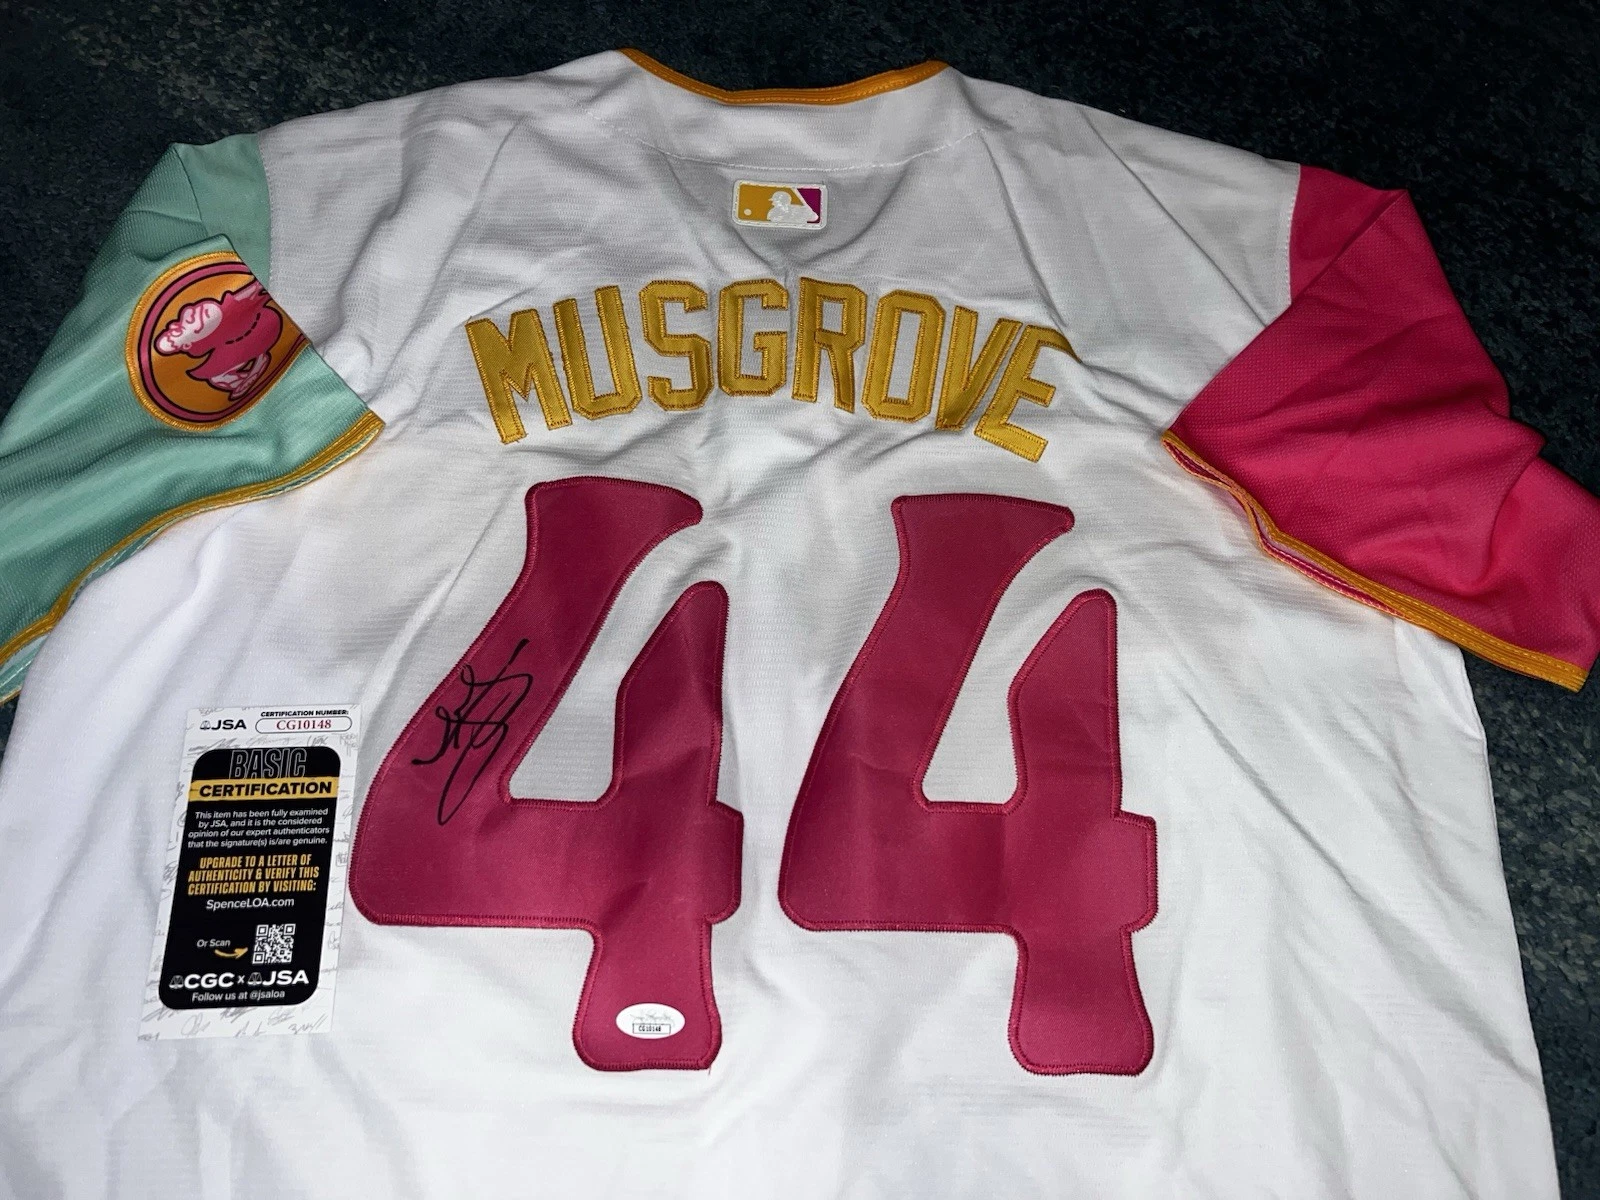 MUSGROVE
44
JSA
CERTIFICATION NUMBER:
CG10148
BASIC
CERTIFICATION
This item has been fully examined
by JSA, and it is the considered
opinion of our expert authenticators
that the signature(s) is/are genuine.
UPGRADE TO A LETTER OF
AUTHENTICITY & VERIFY THIS
CERTIFICATION BY VISITING:
SpenceLOA.com
Or Scan
CGC x JSA
Follow us at @jsaloa
CG10148